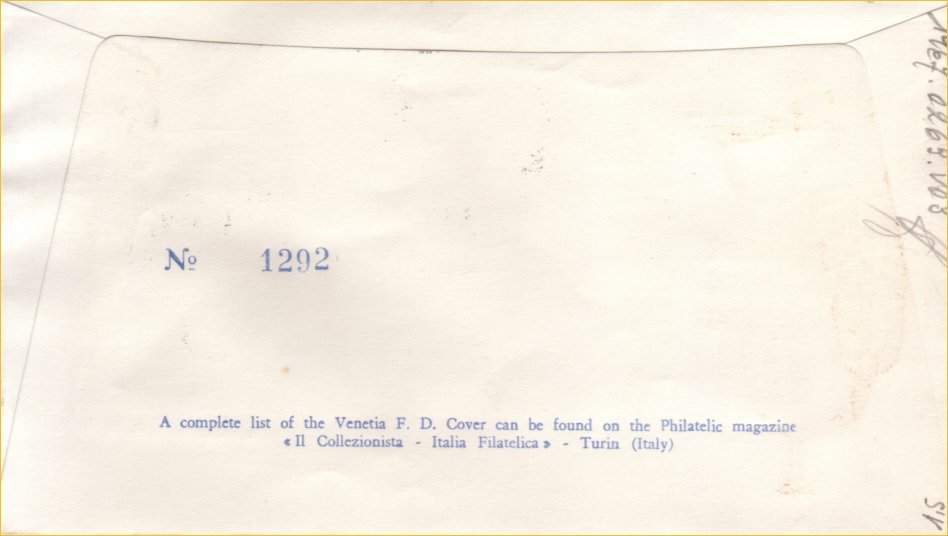 № 1292
A complete list of the Venetia F. D. Cover can be found on the Philatelic magazine
« Il Collezionista - Italia Filatelica » - Turin (Italy)